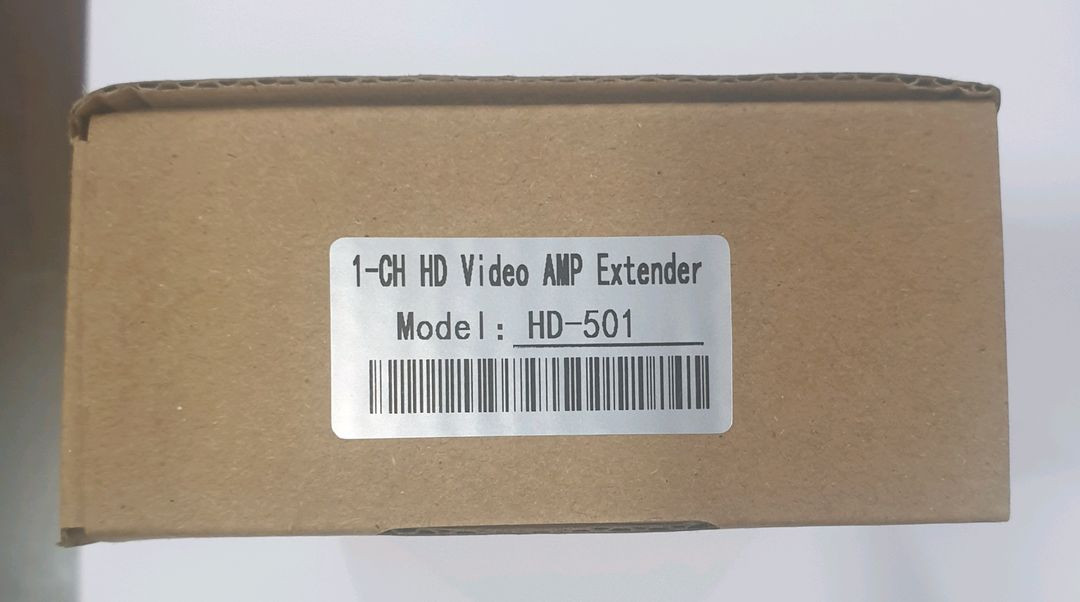 1-CH HD Video AMP Extender
Model: HD-501